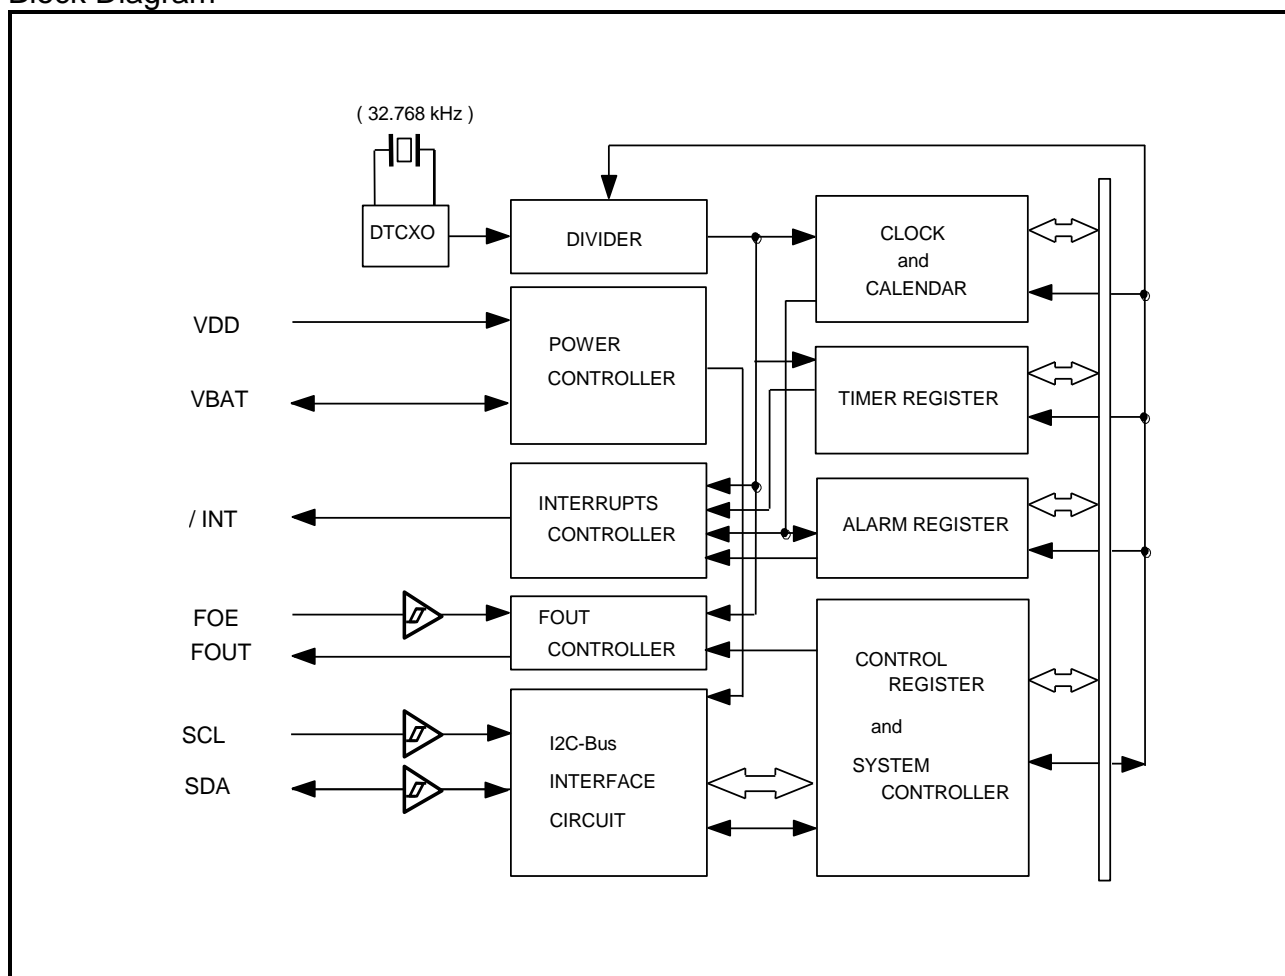 Block Diagram
( 32.768 kHz )
DTCXO
DIVIDER
CLOCK
and
CALENDAR
VDD
VBAT
POWER
CONTROLLER
TIMER REGISTER
/ INT
INTERRUPTS
CONTROLLER
ALARM REGISTER
FOE
FOUT
FOUT
CONTROLLER
SCL
SDA
I2C-Bus
INTERFACE
CIRCUIT
CONTROL
REGISTER
and
SYSTEM
CONTROLLER